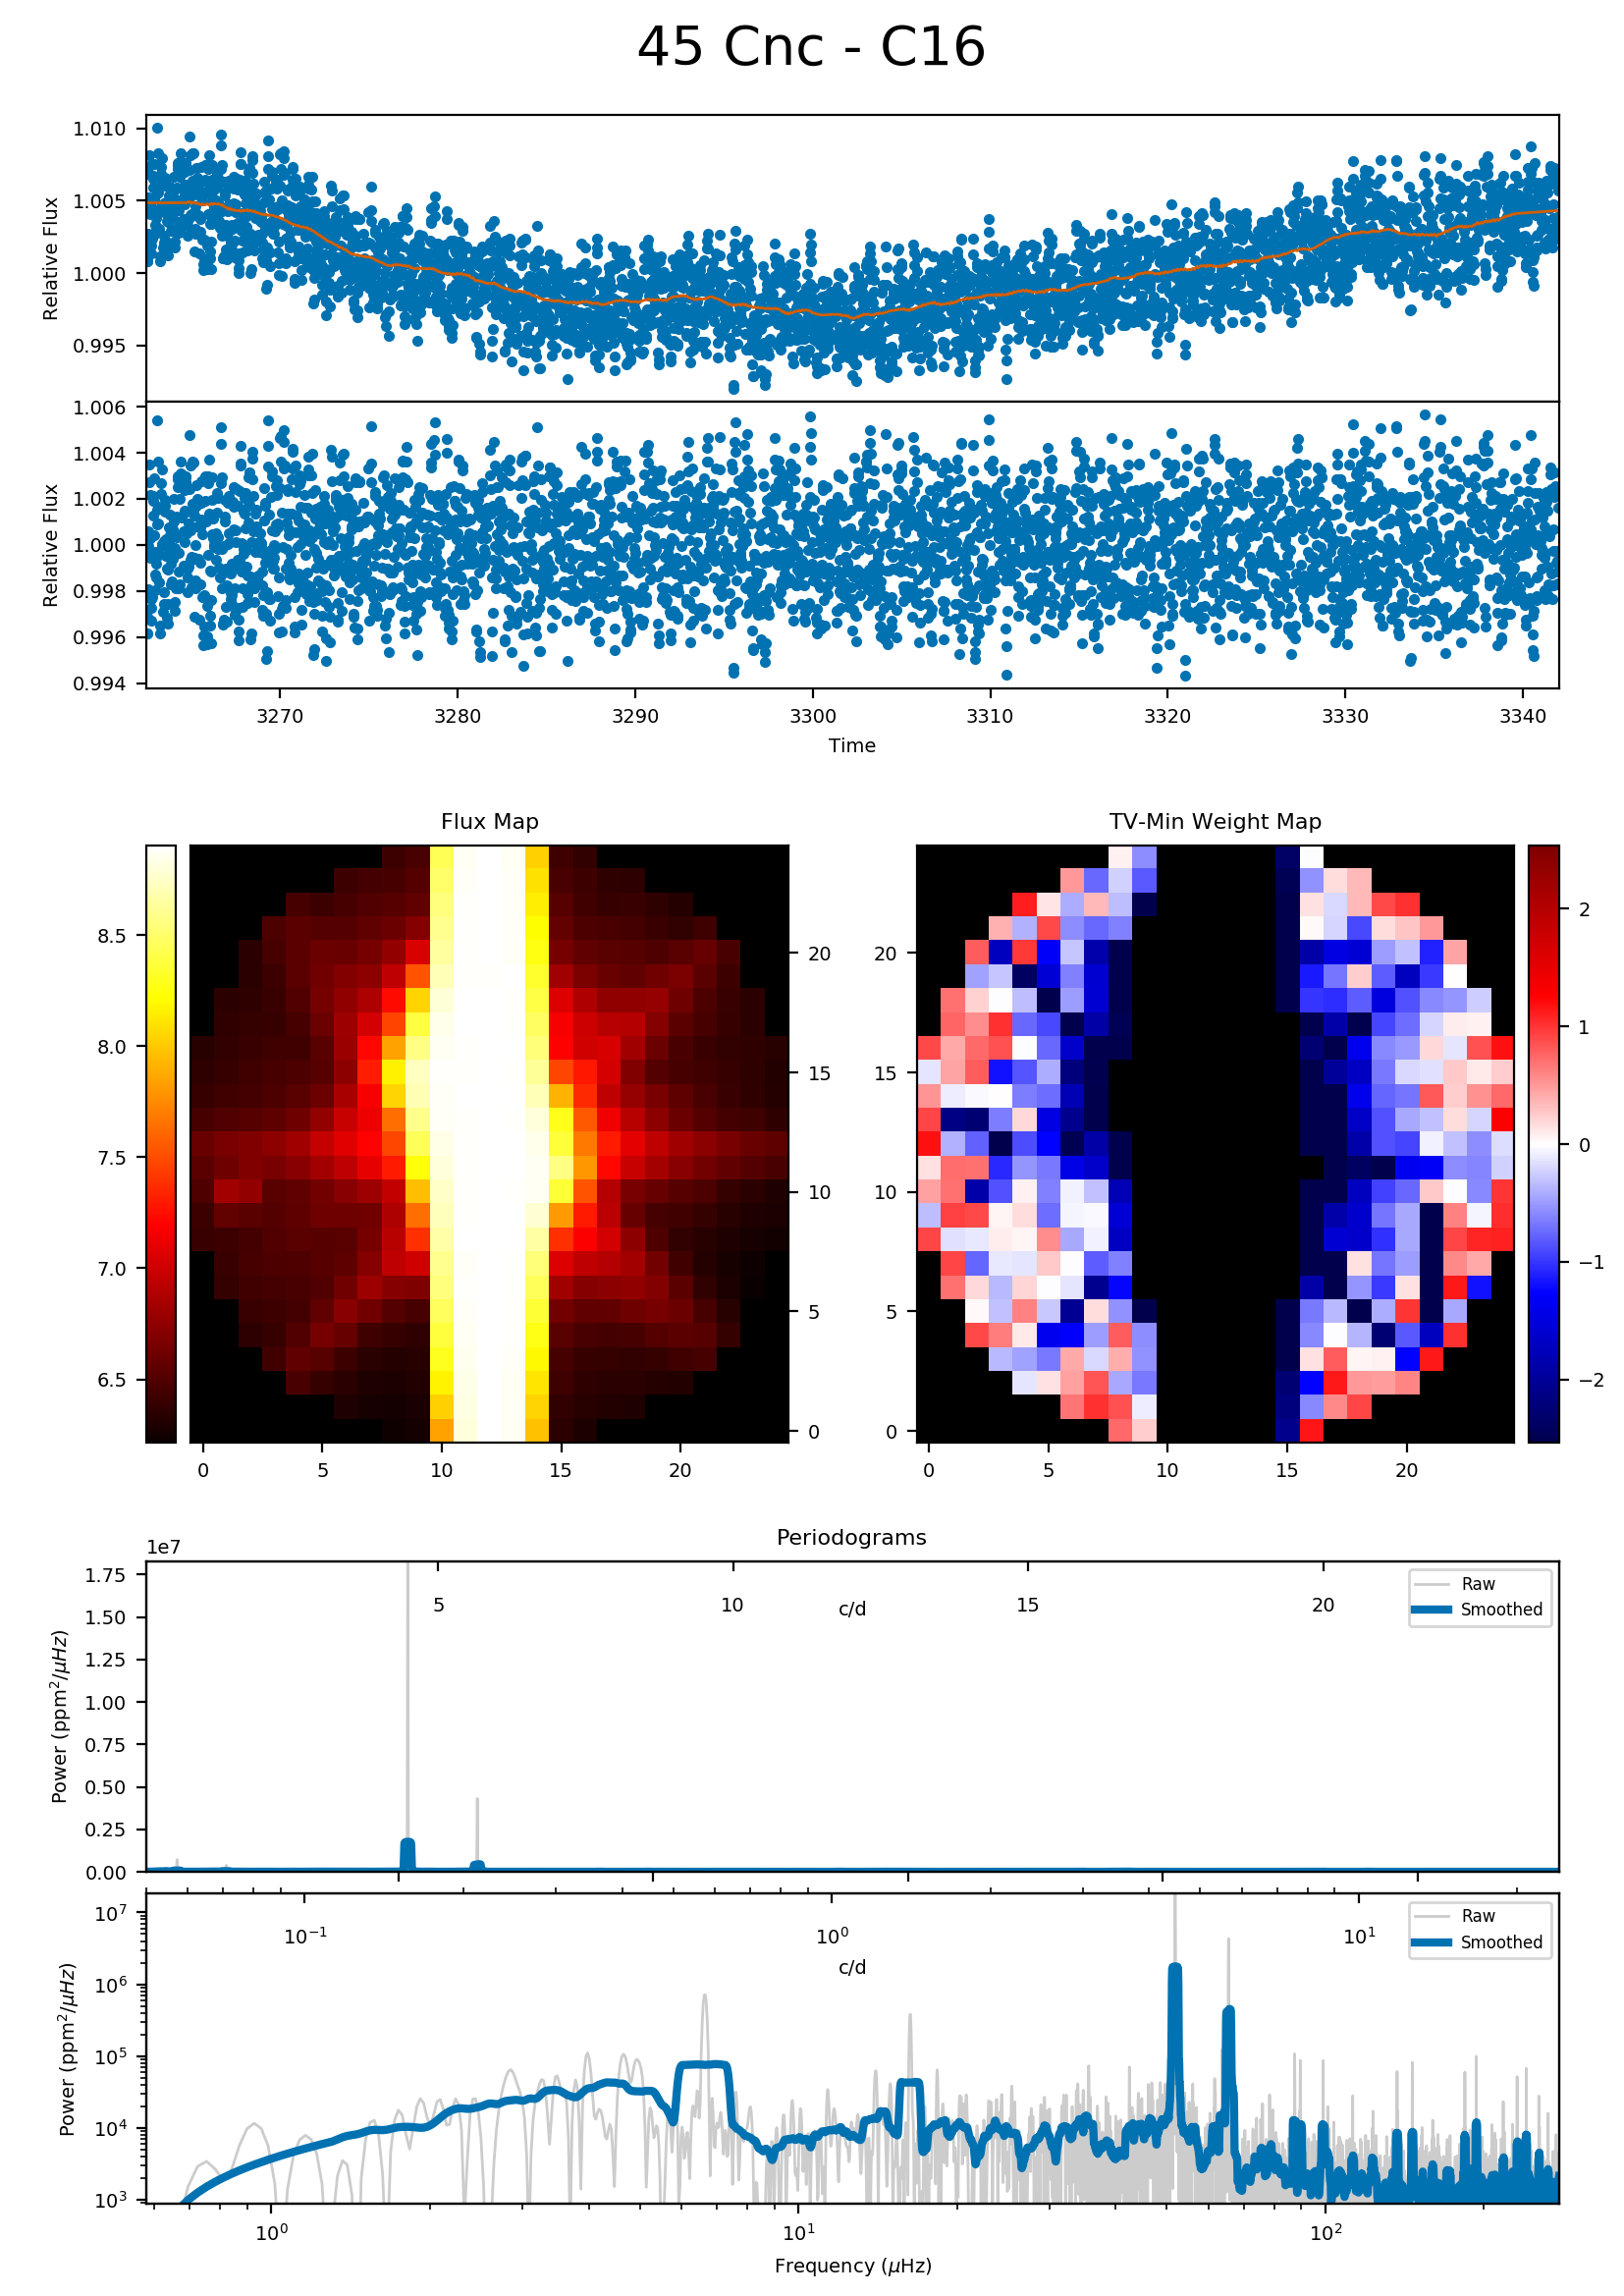 45 Cnc - C16
1.010
1.005
1.000
0.995
Relative Flux
1.006
1.004
1.002
1.000
0.998
0.996
0.994
Relative Flux
3270 3280 3290 3300 3310 3320 3330 3340
Time
Flux Map
8.5
8.0
7.5
7.0
6.5
20
15
10
5
0
0 5 10 15 20
TV-Min Weight Map
20
15
10
5
0
0 5 10 15 20
2
1
0
−1
−2
Periodograms
1e7
1.75
1.50
1.25
1.00
0.75
0.50
0.25
0.00
Power (ppm²/μHz)
5 10 15 20
c/d
Raw
Smoothed
10⁷
10⁶
10⁵
10⁴
10³
Power (ppm²/μHz)
10⁻¹ 10⁰ 10¹
c/d
Raw
Smoothed
10⁰ 10¹ 10²
Frequency (μHz)